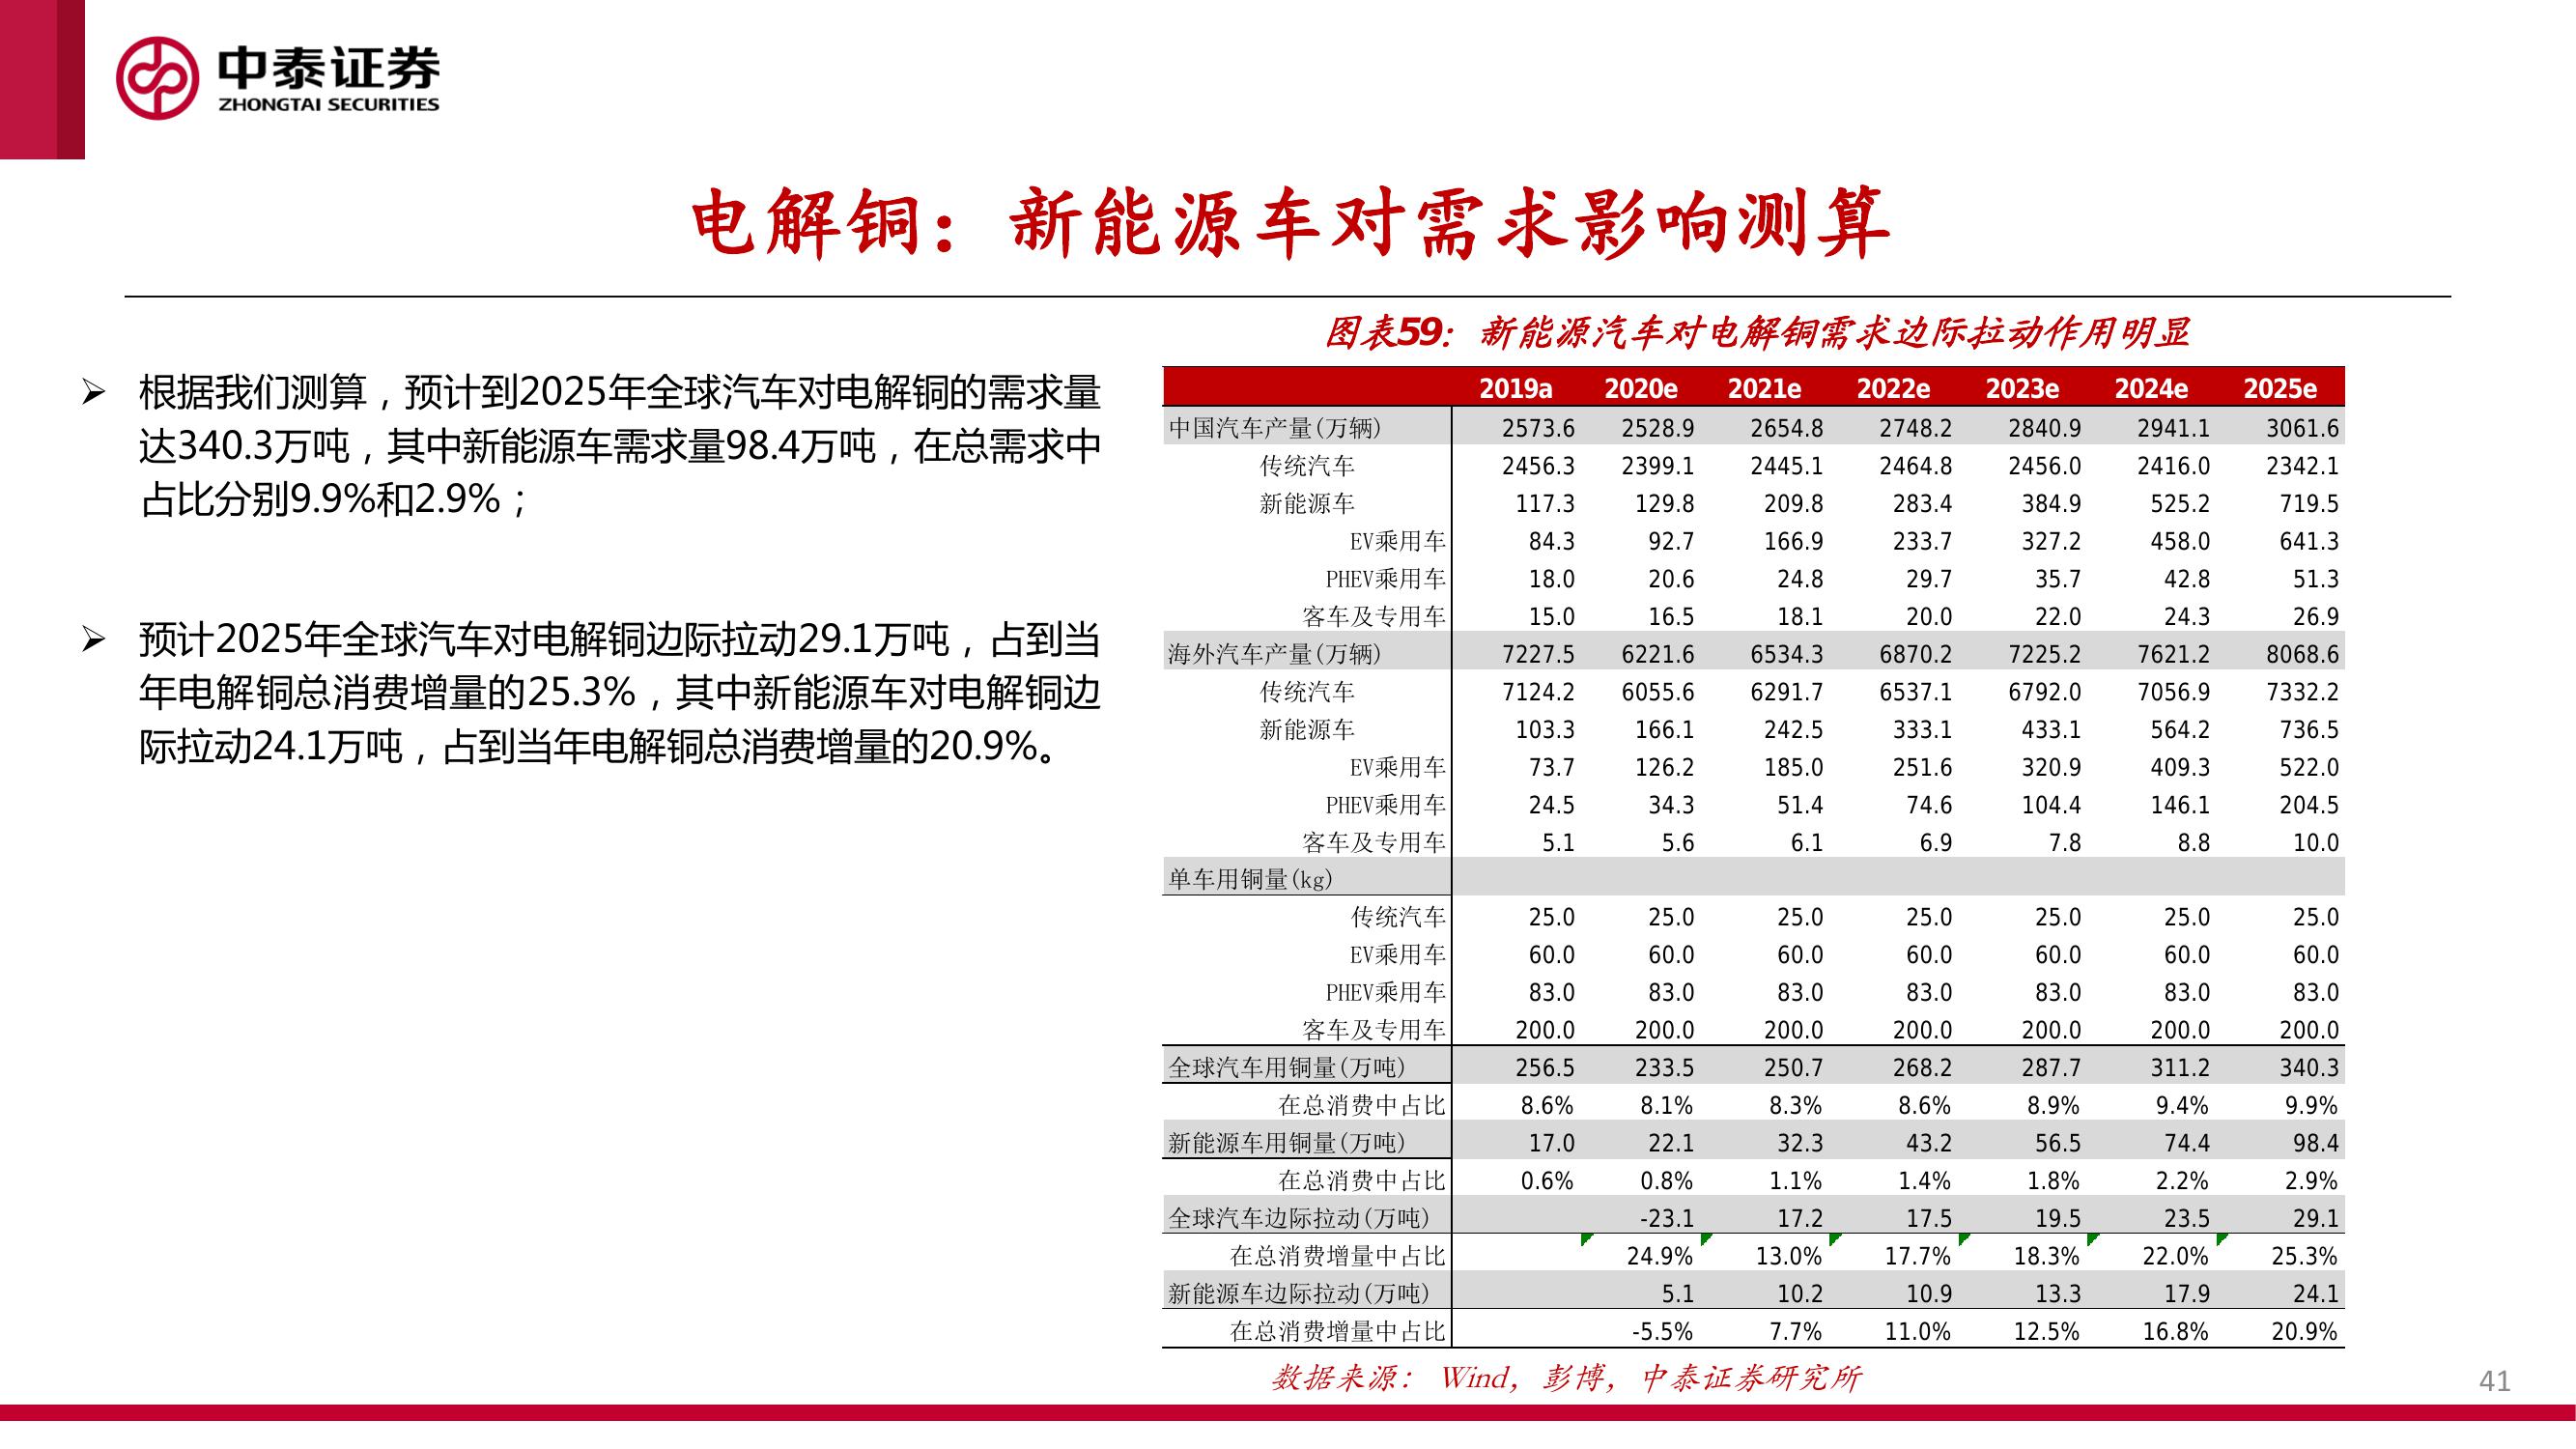 中泰证券
ZHONGTAI SECURITIES
电解铜：新能源车对需求影响测算
➢ 根据我们测算，预计到2025年全球汽车对电解铜的需求量
达340.3万吨，其中新能源车需求量98.4万吨，在总需求中
占比分别9.9%和2.9%；
➢ 预计2025年全球汽车对电解铜边际拉动29.1万吨，占到当
年电解铜总消费增量的25.3%，其中新能源车对电解铜边
际拉动24.1万吨，占到当年电解铜总消费增量的20.9%。
图表59：新能源汽车对电解铜需求边际拉动作用明显
2019a 2020e 2021e 2022e 2023e 2024e 2025e
中国汽车产量(万辆) 2573.6 2528.9 2654.8 2748.2 2840.9 2941.1 3061.6
传统汽车 2456.3 2399.1 2445.1 2464.8 2456.0 2416.0 2342.1
新能源车 117.3 129.8 209.8 283.4 384.9 525.2 719.5
EV乘用车 84.3 92.7 166.9 233.7 327.2 458.0 641.3
PHEV乘用车 18.0 20.6 24.8 29.7 35.7 42.8 51.3
客车及专用车 15.0 16.5 18.1 20.0 22.0 24.3 26.9
海外汽车产量(万辆) 7227.5 6221.6 6534.3 6870.2 7225.2 7621.2 8068.6
传统汽车 7124.2 6055.6 6291.7 6537.1 6792.0 7056.9 7332.2
新能源车 103.3 166.1 242.5 333.1 433.1 564.2 736.5
EV乘用车 73.7 126.2 185.0 251.6 320.9 409.3 522.0
PHEV乘用车 24.5 34.3 51.4 74.6 104.4 146.1 204.5
客车及专用车 5.1 5.6 6.1 6.9 7.8 8.8 10.0
单车用铜量(kg)
传统汽车 25.0 25.0 25.0 25.0 25.0 25.0 25.0
EV乘用车 60.0 60.0 60.0 60.0 60.0 60.0 60.0
PHEV乘用车 83.0 83.0 83.0 83.0 83.0 83.0 83.0
客车及专用车 200.0 200.0 200.0 200.0 200.0 200.0 200.0
全球汽车用铜量(万吨) 256.5 233.5 250.7 268.2 287.7 311.2 340.3
在总消费中占比 8.6% 8.1% 8.3% 8.6% 8.9% 9.4% 9.9%
新能源车用铜量(万吨) 17.0 22.1 32.3 43.2 56.5 74.4 98.4
在总消费中占比 0.6% 0.8% 1.1% 1.4% 1.8% 2.2% 2.9%
全球汽车边际拉动(万吨) -23.1 17.2 17.5 19.5 23.5 29.1
在总消费增量中占比 24.9% 13.0% 17.7% 18.3% 22.0% 25.3%
新能源车边际拉动(万吨) 5.1 10.2 10.9 13.3 17.9 24.1
在总消费增量中占比 -5.5% 7.7% 11.0% 12.5% 16.8% 20.9%
数据来源：Wind，彭博，中泰证券研究所
41